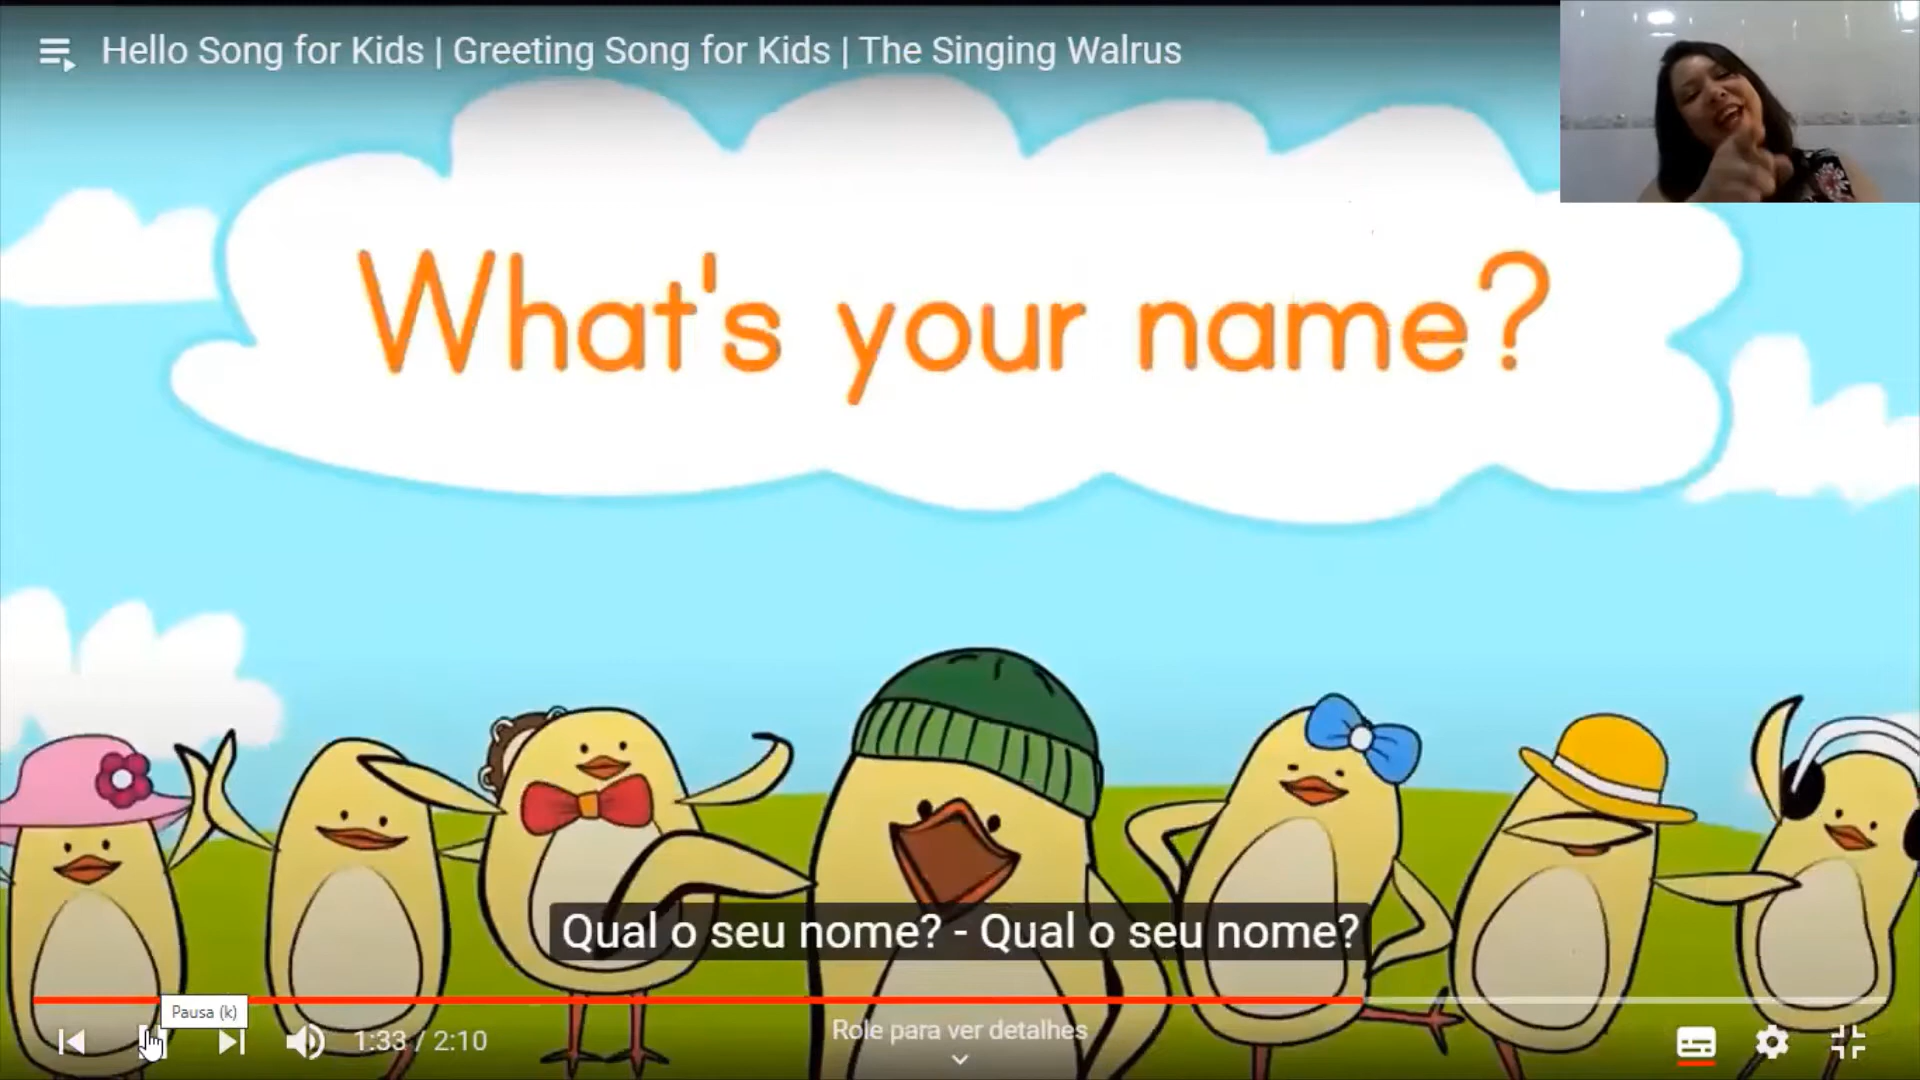 Hello Song for Kids | Greeting Song for Kids | The Singing Walrus
What's your name?
Qual o seu nome? - Qual o seu nome?
Pausa (k)
1:33 / 2:10
Role para ver detalhes